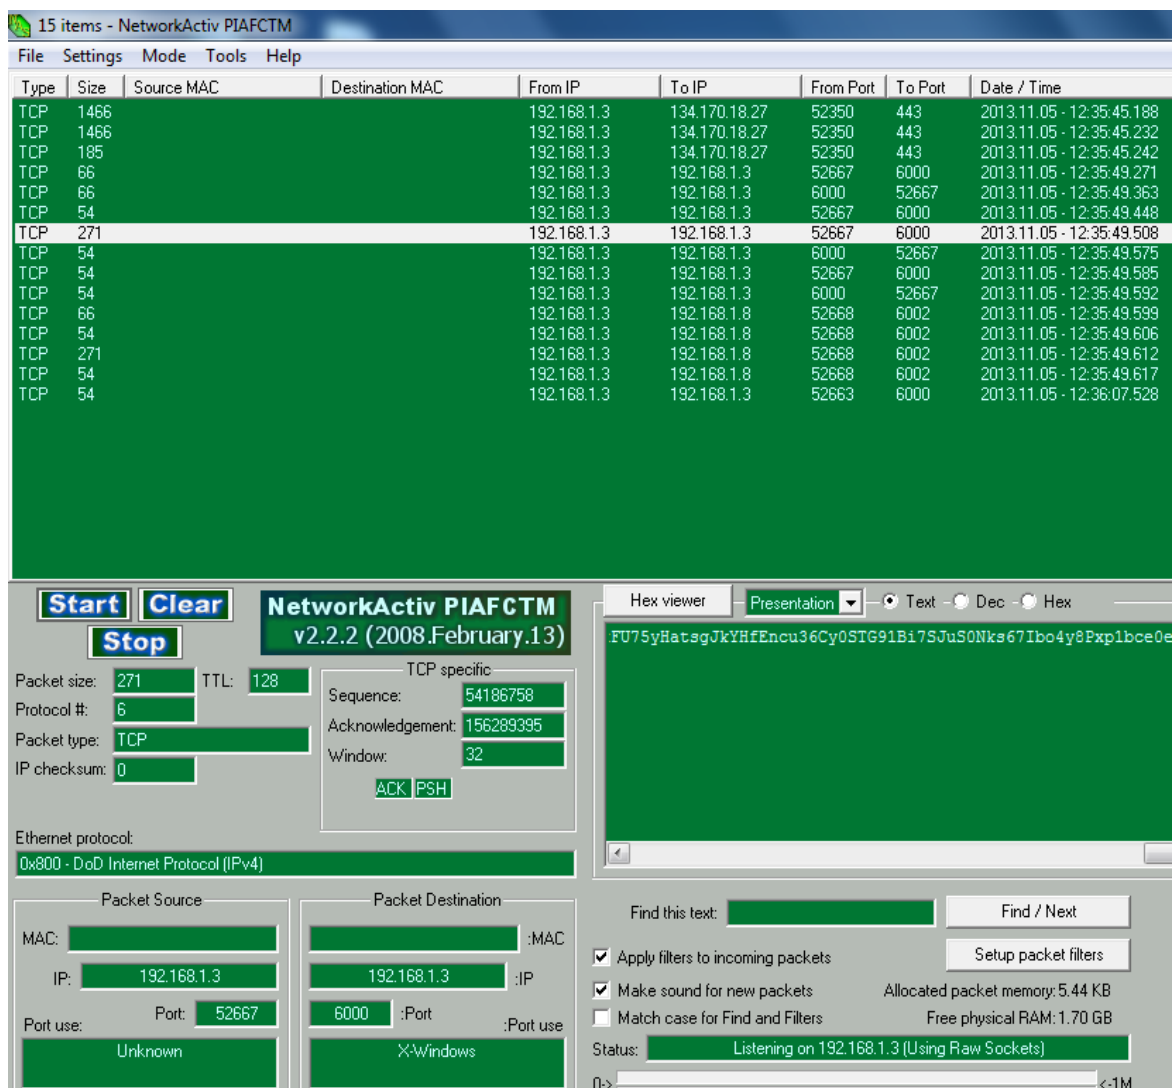 15 items - NetworkActiv PIAFCTM
File Settings Mode Tools Help
Type Size Source MAC Destination MAC From IP To IP From Port To Port Date / Time
TCP 1466 192.168.1.3 134.170.18.27 52350 443 2013.11.05 - 12:35:45.188
TCP 1466 192.168.1.3 134.170.18.27 52350 443 2013.11.05 - 12:35:45.232
TCP 185 192.168.1.3 134.170.18.27 52350 443 2013.11.05 - 12:35:45.242
TCP 66 192.168.1.3 192.168.1.3 52667 6000 2013.11.05 - 12:35:49.271
TCP 66 192.168.1.3 192.168.1.3 6000 52667 2013.11.05 - 12:35:49.363
TCP 54 192.168.1.3 192.168.1.3 52667 6000 2013.11.05 - 12:35:49.448
TCP 271 192.168.1.3 192.168.1.3 52667 6000 2013.11.05 - 12:35:49.508
TCP 54 192.168.1.3 192.168.1.3 6000 52667 2013.11.05 - 12:35:49.575
TCP 54 192.168.1.3 192.168.1.3 52667 6000 2013.11.05 - 12:35:49.585
TCP 54 192.168.1.3 192.168.1.3 6000 52667 2013.11.05 - 12:35:49.592
TCP 66 192.168.1.3 192.168.1.8 52668 6002 2013.11.05 - 12:35:49.599
TCP 54 192.168.1.3 192.168.1.8 52668 6002 2013.11.05 - 12:35:49.606
TCP 271 192.168.1.3 192.168.1.8 52668 6002 2013.11.05 - 12:35:49.612
TCP 54 192.168.1.3 192.168.1.8 52668 6002 2013.11.05 - 12:35:49.617
TCP 54 192.168.1.3 192.168.1.3 52663 6000 2013.11.05 - 12:36:07.528
Start Clear
Stop
NetworkActiv PIAFCTM
v2.2.2 (2008.February.13)
Hex viewer Presentation Text Dec Hex
:FU75yHatsgJkYHfEncu36Cy0STG91Bi7SJuS0Nks67Ibo4y8Pxp1bce0e
Packet size: 271 TTL: 128
Protocol #: 6
Packet type: TCP
IP checksum: 0
TCP specific
Sequence: 54186758
Acknowledgement: 156289395
Window: 32
ACK PSH
Ethernet protocol:
0x800 - DoD Internet Protocol (IPv4)
Packet Source
MAC:
IP: 192.168.1.3
Port: 52667
Port use:
Unknown
Packet Destination
:MAC
192.168.1.3 :IP
6000 :Port
:Port use
X-Windows
Find this text: Find / Next
Apply filters to incoming packets Setup packet filters
Make sound for new packets Allocated packet memory: 5.44 KB
Match case for Find and Filters Free physical RAM: 1.70 GB
Status: Listening on 192.168.1.3 (Using Raw Sockets)
0-> <-1M